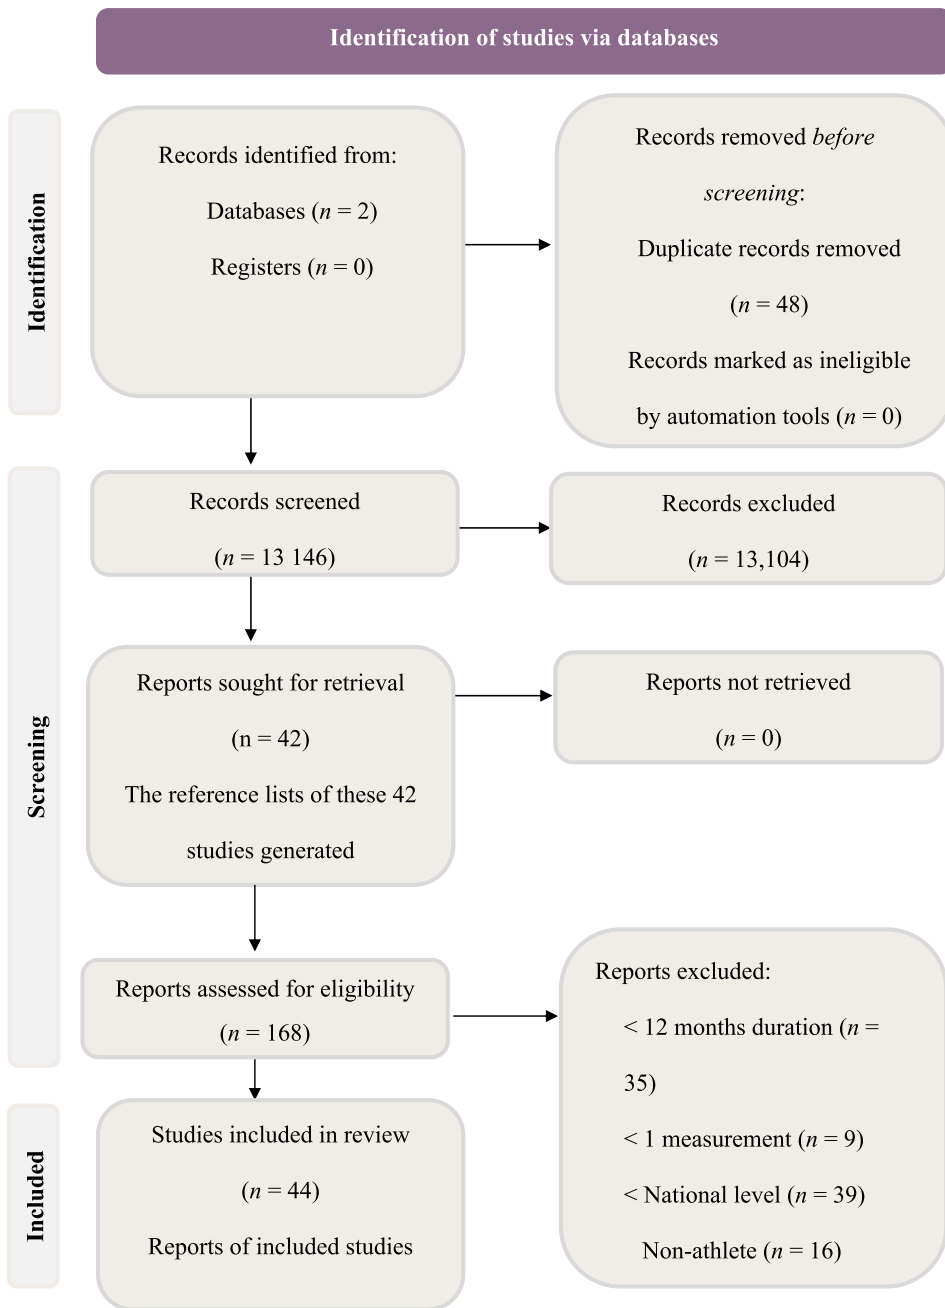 Identification of studies via databases
Identification
Records identified from:
Databases (n = 2)
Registers (n = 0)
Records removed before
screening:
Duplicate records removed
(n = 48)
Records marked as ineligible
by automation tools (n = 0)
Screening
Records screened
(n = 13 146)
Records excluded
(n = 13,104)
Reports sought for retrieval
(n = 42)
The reference lists of these 42
studies generated
Reports not retrieved
(n = 0)
Reports assessed for eligibility
(n = 168)
Reports excluded:
< 12 months duration (n =
35)
< 1 measurement (n = 9)
< National level (n = 39)
Non-athlete (n = 16)
Included
Studies included in review
(n = 44)
Reports of included studies